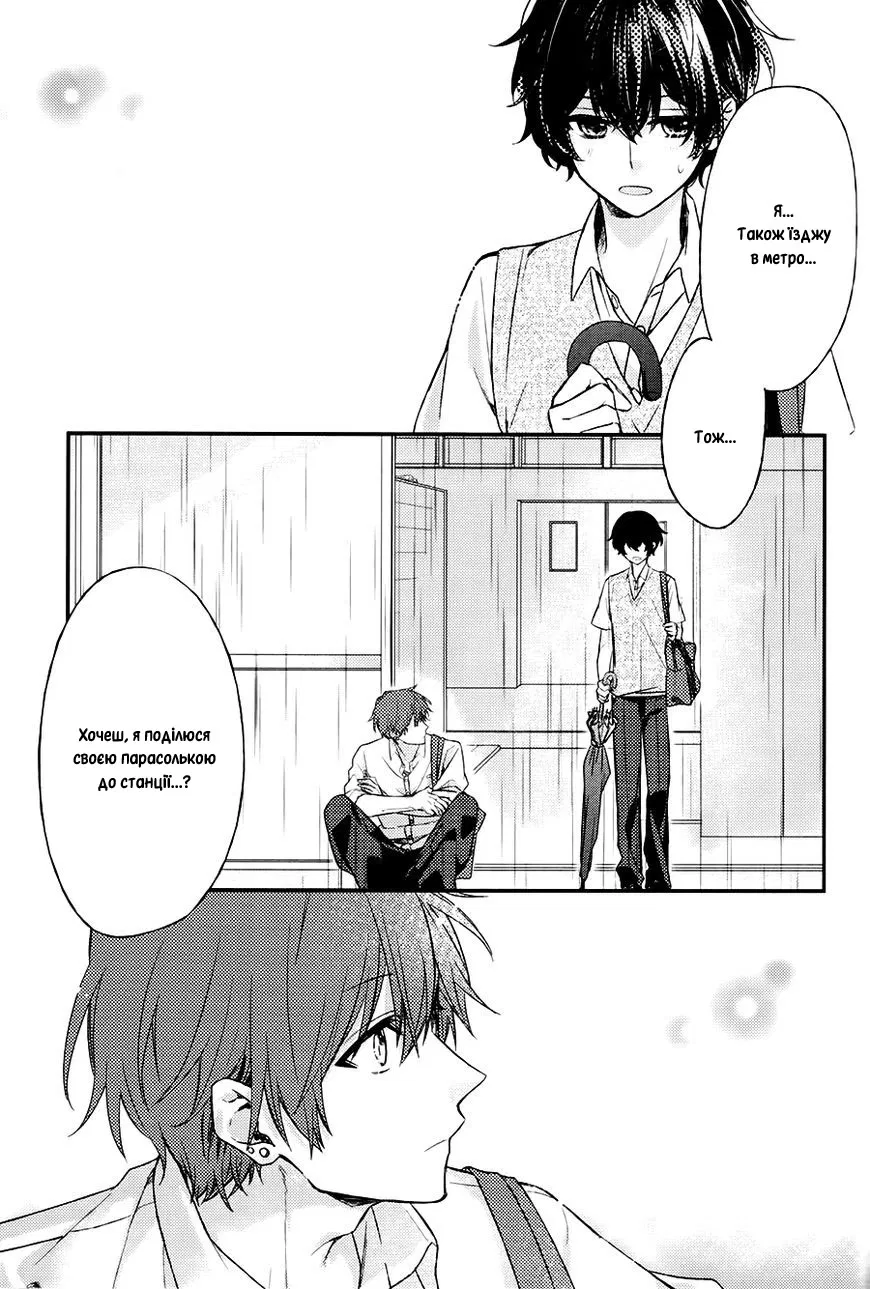 Я...
Також їзджу
в метро...
Тож...
Хочеш, я поділюся
своєю парасолькою
до станції...?